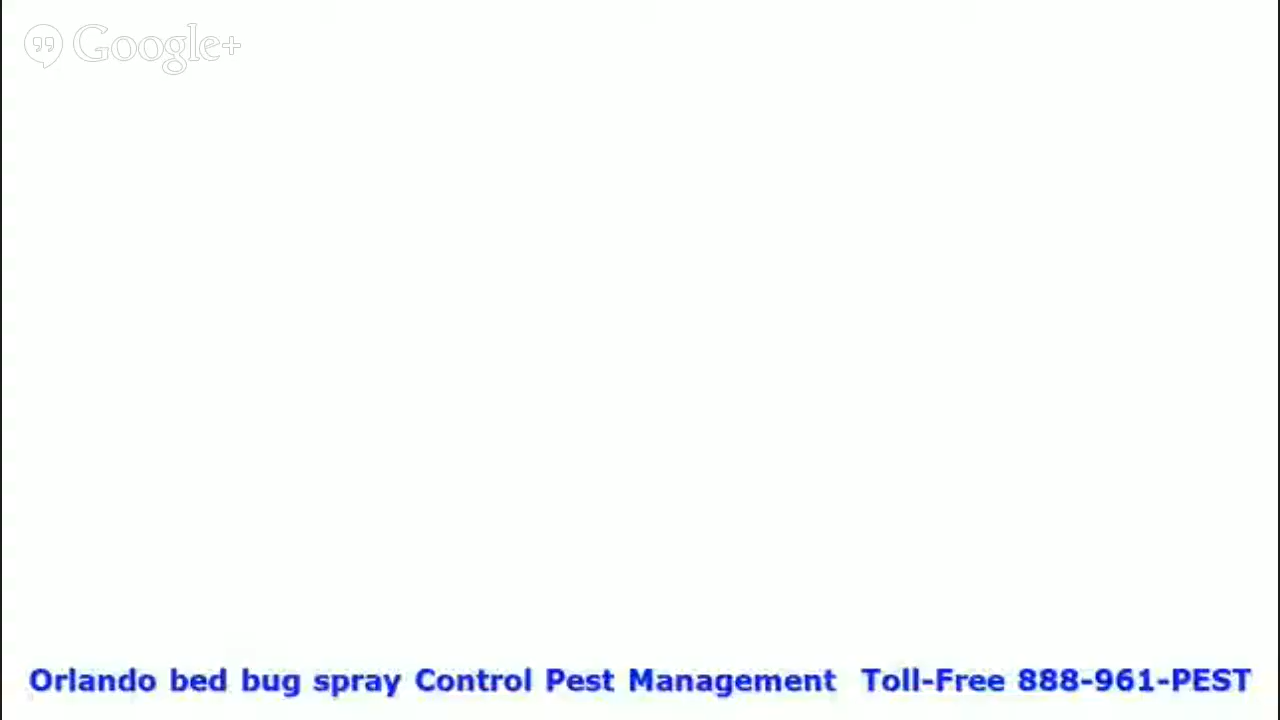 Google+
Orlando bed bug spray Control Pest Management Toll-Free 888-961-PEST